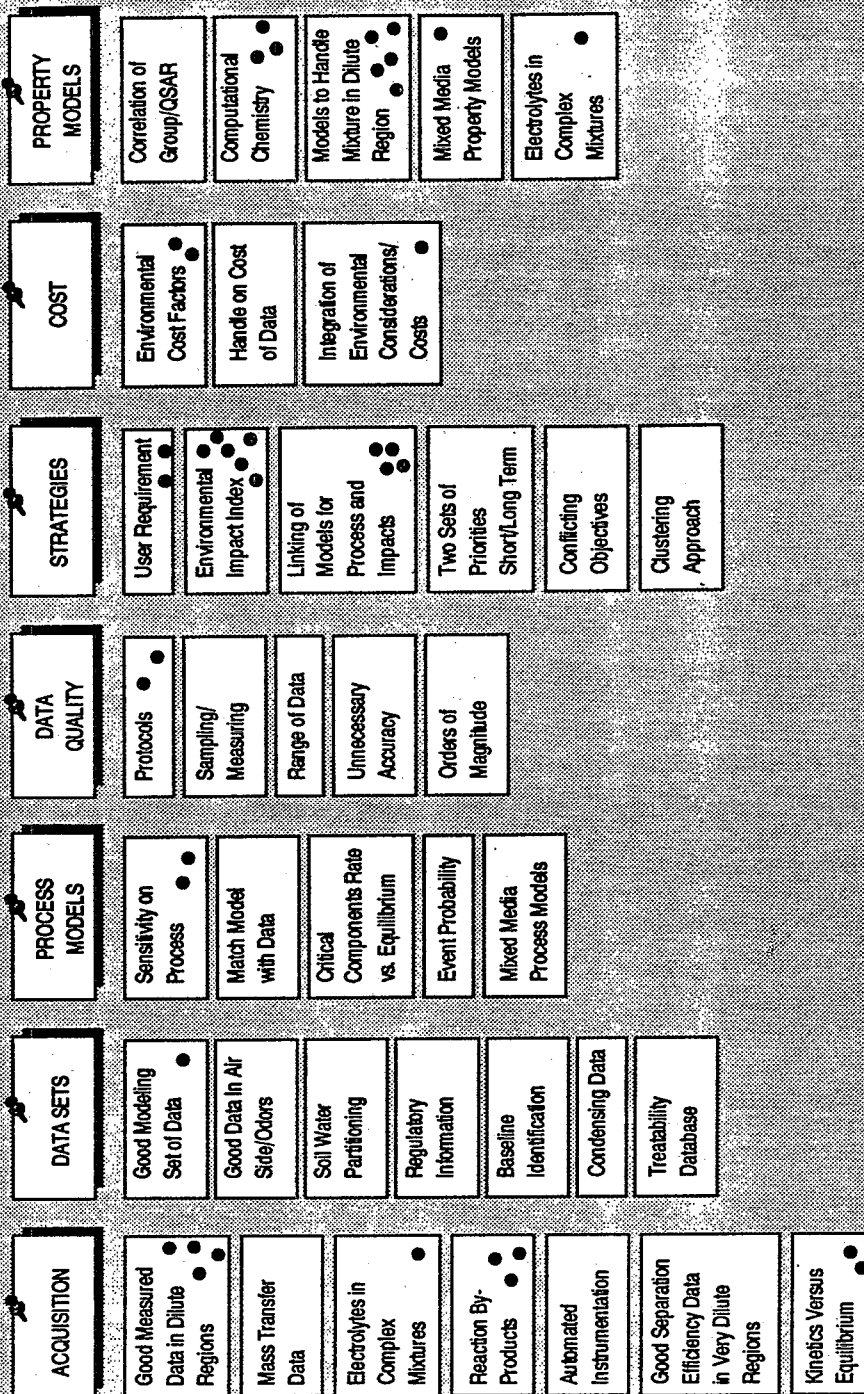 ACQUISITION
Good Measured
Data in Dilute
Regions
Mass Transfer
Data
Electrolytes in
Complex
Mixtures
Reaction By-
Products
Automated
Instrumentation
Good Separation
Efficiency Data
in Very Dilute
Regions
Kinetics Versus
Equilibrium
DATA SETS
Good Modeling
Set of Data
Good Data In Air
Side/Odors
Soil Water
Partitioning
Regulatory
Information
Baseline
Identification
Condensing Data
Treatability
Database
PROCESS
MODELS
Sensitivity on
Process
Match Model
with Data
Critical
Components Rate
vs. Equilibrium
Event Probability
Mixed Media
Process Models
DATA
QUALITY
Protocols
Sampling/
Measuring
Range of Data
Unnecessary
Accuracy
Orders of
Magnitude
STRATEGIES
User Requirement
Environmental
Impact Index
Linking of
Models for
Process and
Impacts
Two Sets of
Priorities
Short/Long Term
Conflicting
Objectives
Clustering
Approach
COST
Environmental
Cost Factors
Handle on Cost
of Data
Integration of
Environmental
Considerations/
Costs
PROPERTY
MODELS
Correlation of
Group/QSAR
Computational
Chemistry
Models to Handle
Mixture in Dilute
Region
Mixed Media
Property Models
Electrolytes in
Complex
Mixtures